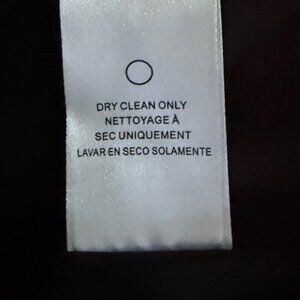 DRY CLEAN ONLY
NETTOYAGE À
SEC UNIQUEMENT
LAVAR EN SECO SOLAMENTE